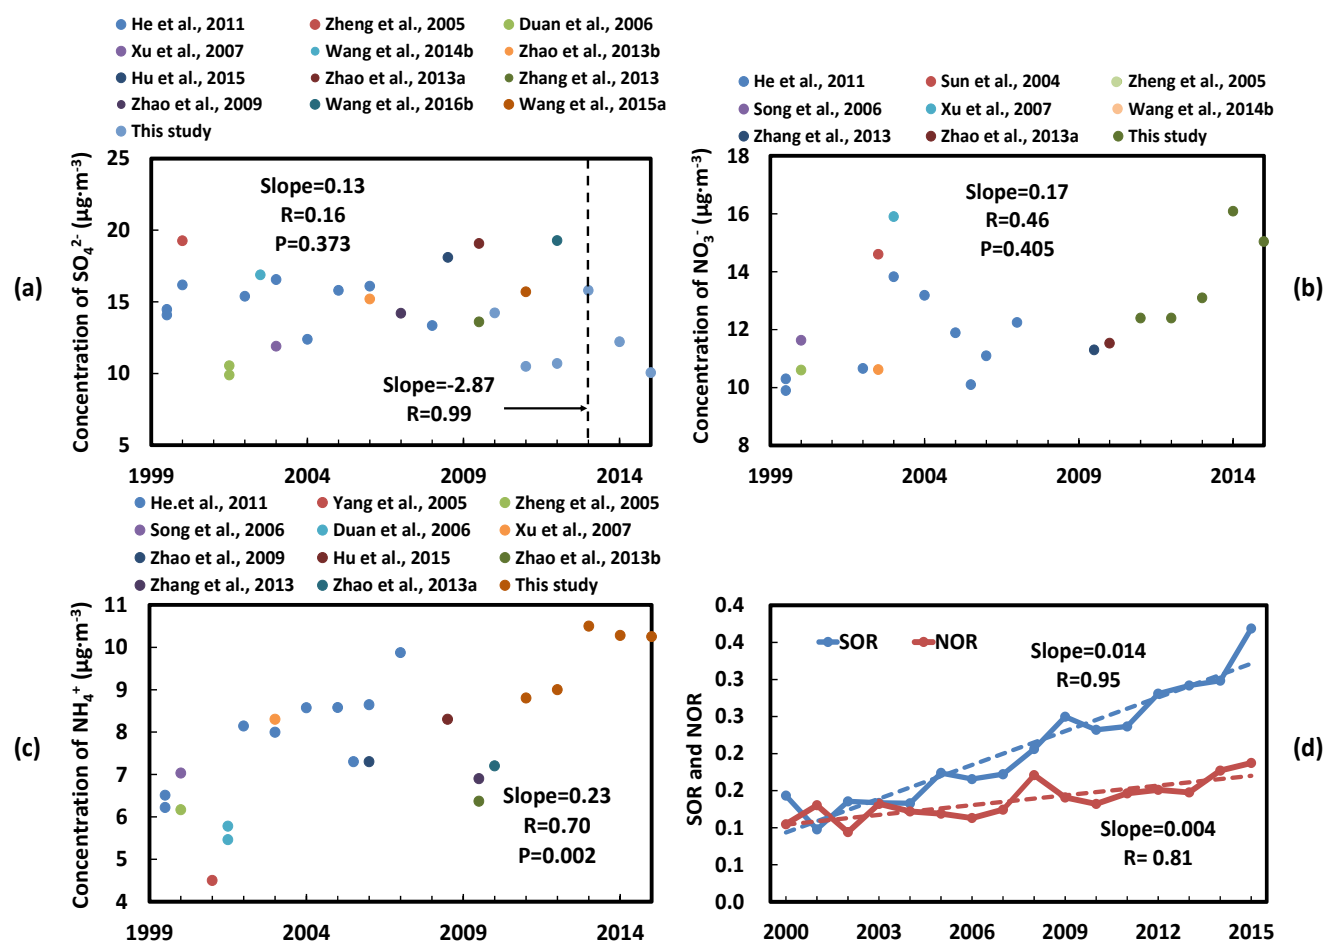 He et al., 2011 Zheng et al., 2005 Duan et al., 2006
Xu et al., 2007 Wang et al., 2014b Zhao et al., 2013b
Hu et al., 2015 Zhao et al., 2013a Zhang et al., 2013
Zhao et al., 2009 Wang et al., 2016b Wang et al., 2015a
This study
(a)
Concentration of SO₄²⁻ (μg·m⁻³)
25
20
15
10
5
Slope=0.13
R=0.16
P=0.373
Slope=-2.87
R=0.99
1999 2004 2009 2014
He et al., 2011 Sun et al., 2004 Zheng et al., 2005
Song et al., 2006 Xu et al., 2007 Wang et al., 2014b
Zhang et al., 2013 Zhao et al., 2013a This study
(b)
Concentration of NO₃⁻ (μg·m⁻³)
18
16
14
12
10
8
Slope=0.17
R=0.46
P=0.405
1999 2004 2009 2014
He.et al., 2011 Yang et al., 2005 Zheng et al., 2005
Song et al., 2006 Duan et al., 2006 Xu et al., 2007
Zhao et al., 2009 Hu et al., 2015 Zhao et al., 2013b
Zhang et al., 2013 Zhao et al., 2013a This study
(c)
Concentration of NH₄⁺ (μg·m⁻³)
11
10
9
8
7
6
5
4
Slope=0.23
R=0.70
P=0.002
1999 2004 2009 2014
(d)
SOR and NOR
0.4
0.4
0.3
0.3
0.2
0.2
0.1
0.1
0.0
SOR NOR
Slope=0.014
R=0.95
Slope=0.004
R= 0.81
2000 2003 2006 2009 2012 2015